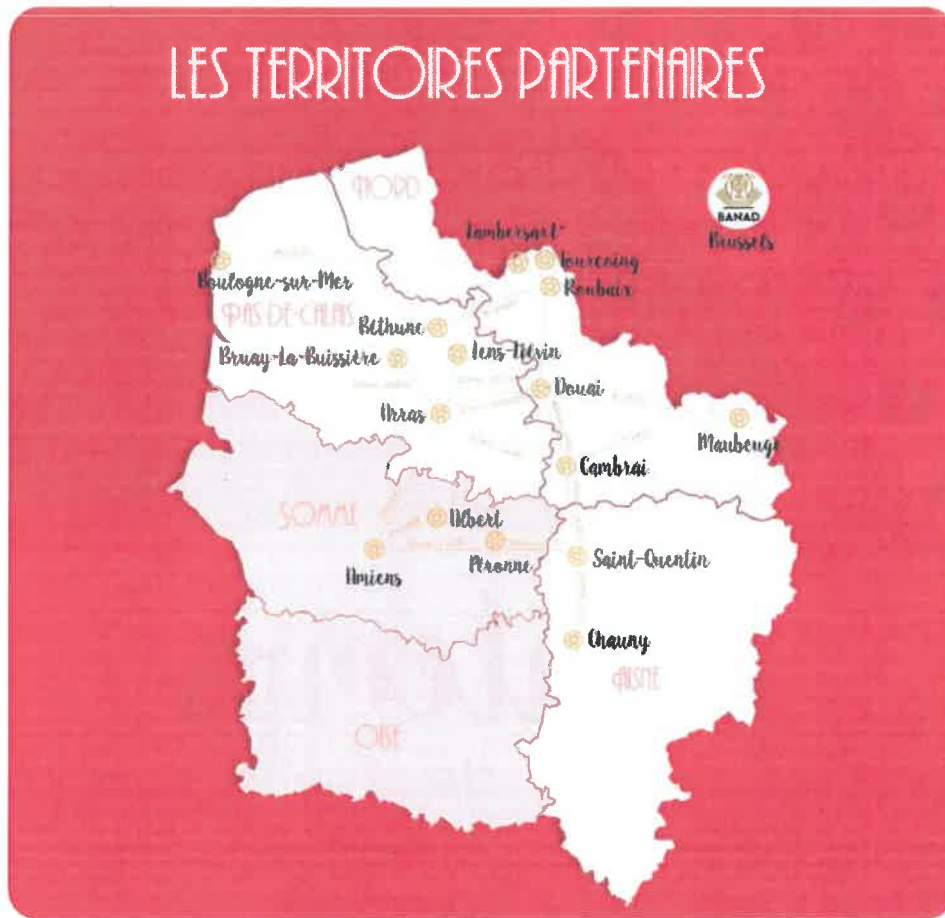 LES TERRITOIRES PARTENAIRES
NORD
BANAD
Brussels
Lambersart
Tourcoing
Boulogne-sur-Mer
Roubaix
PAS DE CALAIS
Béthune
Bruay-La-Buissière
Lens-Liévin
Douai
Arras
Maubeuge
Cambrai
SOMME
Albert
Péronne
Saint-Quentin
Amiens
Chauny
AISNE
OISE